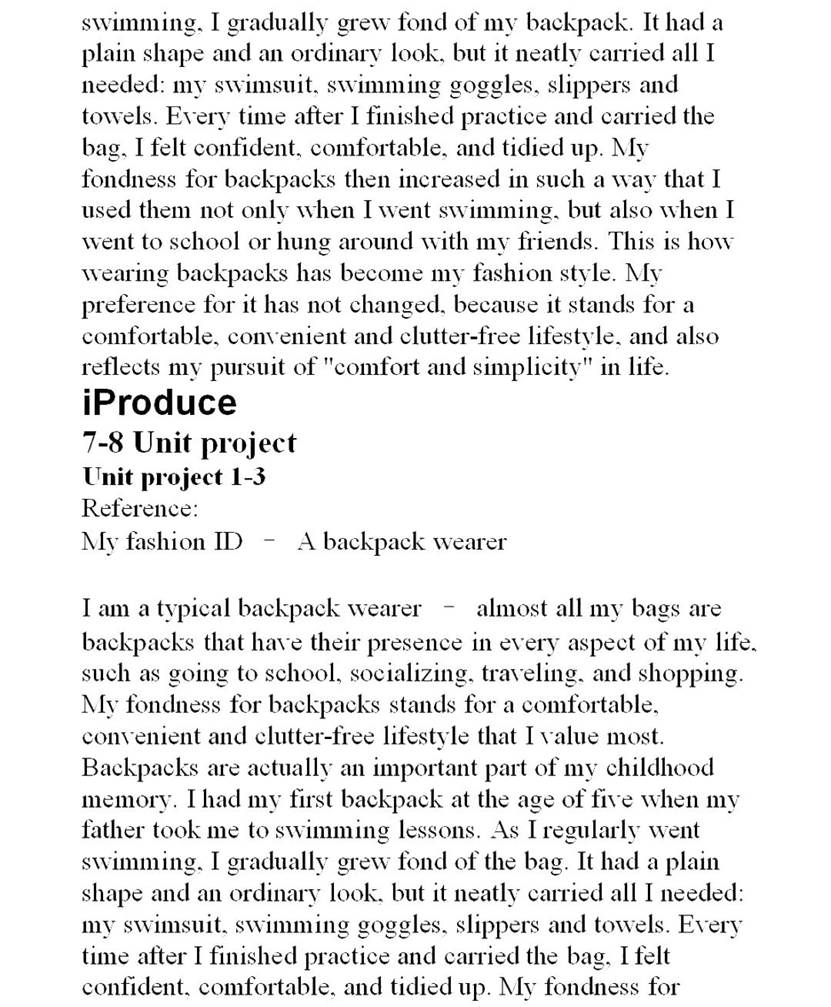 swimming, I gradually grew fond of my backpack. It had a
plain shape and an ordinary look, but it neatly carried all I
needed: my swimsuit, swimming goggles, slippers and
towels. Every time after I finished practice and carried the
bag, I felt confident, comfortable, and tidied up. My
fondness for backpacks then increased in such a way that I
used them not only when I went swimming, but also when I
went to school or hung around with my friends. This is how
wearing backpacks has become my fashion style. My
preference for it has not changed, because it stands for a
comfortable, convenient and clutter-free lifestyle, and also
reflects my pursuit of "comfort and simplicity" in life.
iProduce
7-8 Unit project
Unit project 1-3
Reference:
My fashion ID – A backpack wearer
I am a typical backpack wearer – almost all my bags are
backpacks that have their presence in every aspect of my life,
such as going to school, socializing, traveling, and shopping.
My fondness for backpacks stands for a comfortable,
convenient and clutter-free lifestyle that I value most.
Backpacks are actually an important part of my childhood
memory. I had my first backpack at the age of five when my
father took me to swimming lessons. As I regularly went
swimming, I gradually grew fond of the bag. It had a plain
shape and an ordinary look, but it neatly carried all I needed:
my swimsuit, swimming goggles, slippers and towels. Every
time after I finished practice and carried the bag, I felt
confident, comfortable, and tidied up. My fondness for